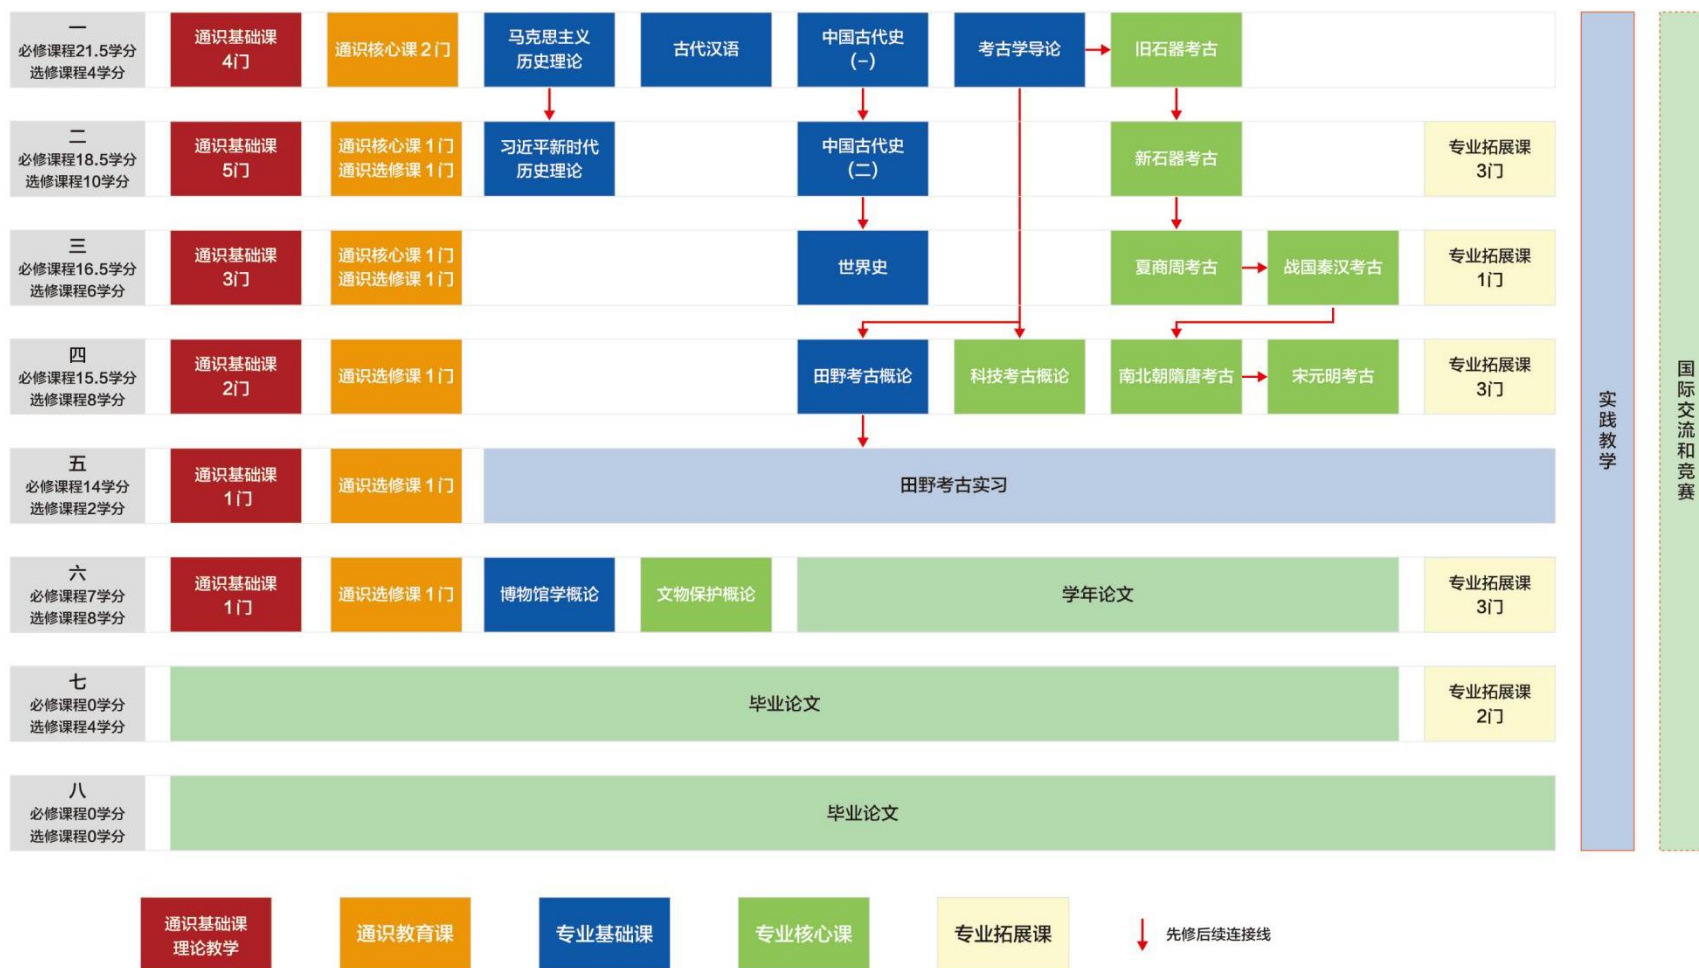 一
必修课程21.5学分
选修课程4学分
通识基础课
4门
通识核心课 2 门
马克思主义
历史理论
古代汉语
中国古代史
(一)
考古学导论
旧石器考古
二
必修课程18.5学分
选修课程10学分
通识基础课
5门
通识核心课 1 门
通识选修课 1 门
习近平新时代
历史理论
中国古代史
(二)
新石器考古
专业拓展课
3门
三
必修课程16.5学分
选修课程6学分
通识基础课
3门
通识核心课 1 门
通识选修课 1 门
世界史
夏商周考古
战国秦汉考古
专业拓展课
1门
四
必修课程15.5学分
选修课程8学分
通识基础课
2门
通识选修课 1 门
田野考古概论
科技考古概论
南北朝隋唐考古
宋元明考古
专业拓展课
3门
五
必修课程14学分
选修课程2学分
通识基础课
1门
通识选修课 1 门
田野考古实习
六
必修课程7学分
选修课程8学分
通识基础课
1门
通识选修课 1 门
博物馆学概论
文物保护概论
学年论文
专业拓展课
3门
七
必修课程0学分
选修课程4学分
毕业论文
专业拓展课
2门
八
必修课程0学分
选修课程0学分
毕业论文
实践教学
国际交流和竞赛
通识基础课
理论教学
通识教育课
专业基础课
专业核心课
专业拓展课
先修后续连接线